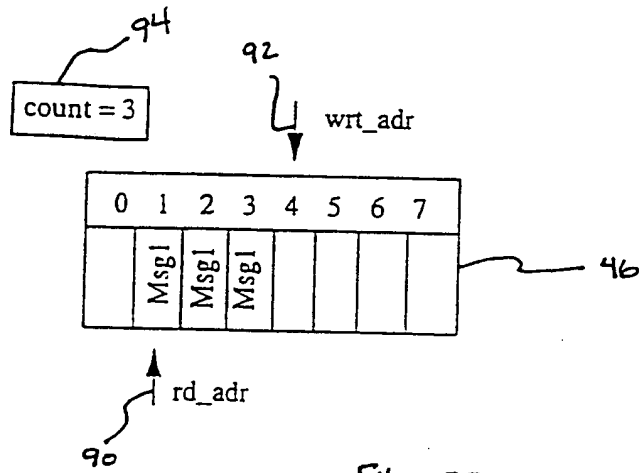 94
count = 3
92
wrt_adr
0 1 2 3 4 5 6 7
Msg1 Msg1 Msg1
46
rd_adr
90